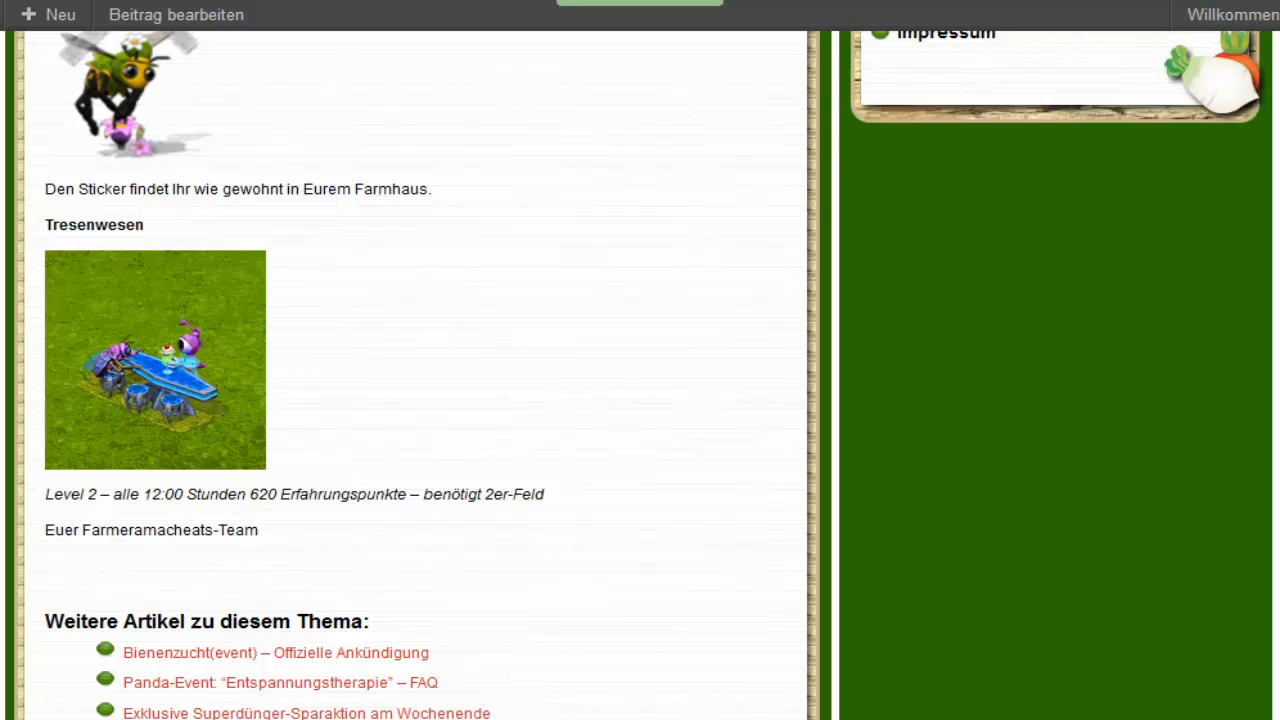 Neu
Beitrag bearbeiten
Willkommen
Impressum
Den Sticker findet Ihr wie gewohnt in Eurem Farmhaus.
Tresenwesen
Level 2 – alle 12:00 Stunden 620 Erfahrungspunkte – benötigt 2er-Feld
Euer Farmeramacheats-Team
Weitere Artikel zu diesem Thema:
Bienenzucht(event) – Offizielle Ankündigung
Panda-Event: “Entspannungstherapie” – FAQ
Exklusive Superdünger-Sparaktion am Wochenende